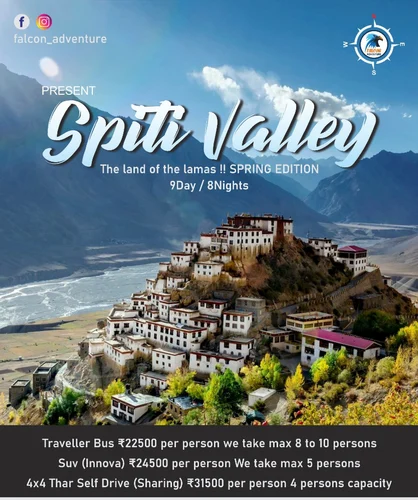 falcon_adventure
PRESENT
Spiti Valley
The land of the lamas !! SPRING EDITION
9Day / 8Nights
Traveller Bus ₹22500 per person we take max 8 to 10 persons
Suv (Innova) ₹24500 per person We take max 5 persons
4x4 Thar Self Drive (Sharing) ₹31500 per person 4 persons capacity